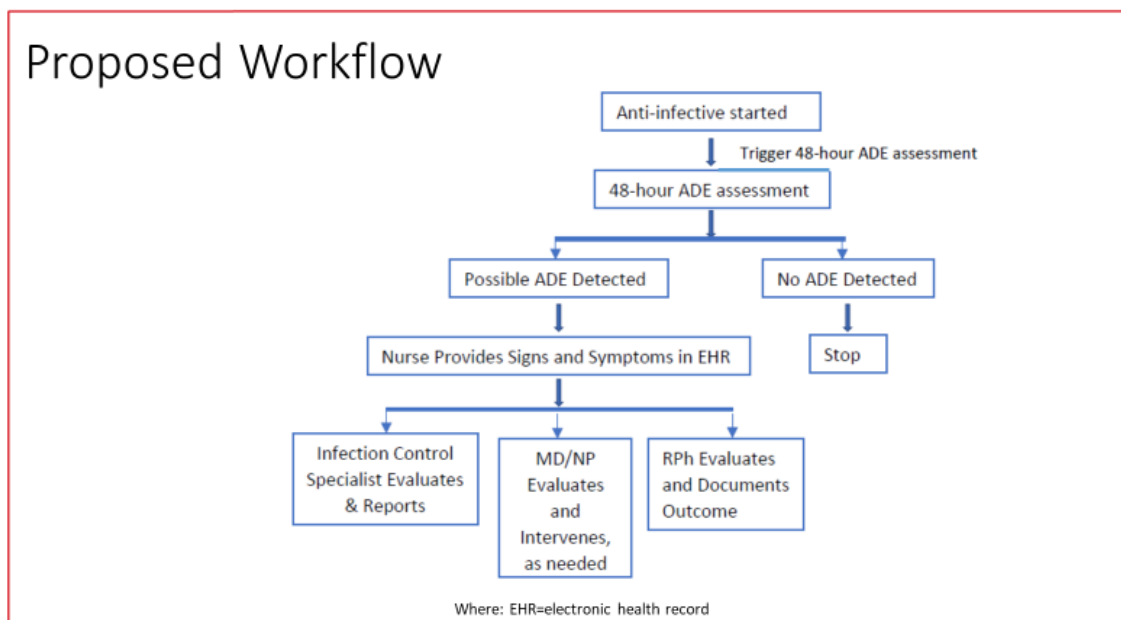 Proposed Workflow
Anti-infective started
Trigger 48-hour ADE assessment
48-hour ADE assessment
Possible ADE Detected
No ADE Detected
Nurse Provides Signs and Symptoms in EHR
Stop
Infection Control
Specialist Evaluates
& Reports
MD/NP
Evaluates
and
Intervenes,
as needed
RPh Evaluates
and Documents
Outcome
Where: EHR=electronic health record